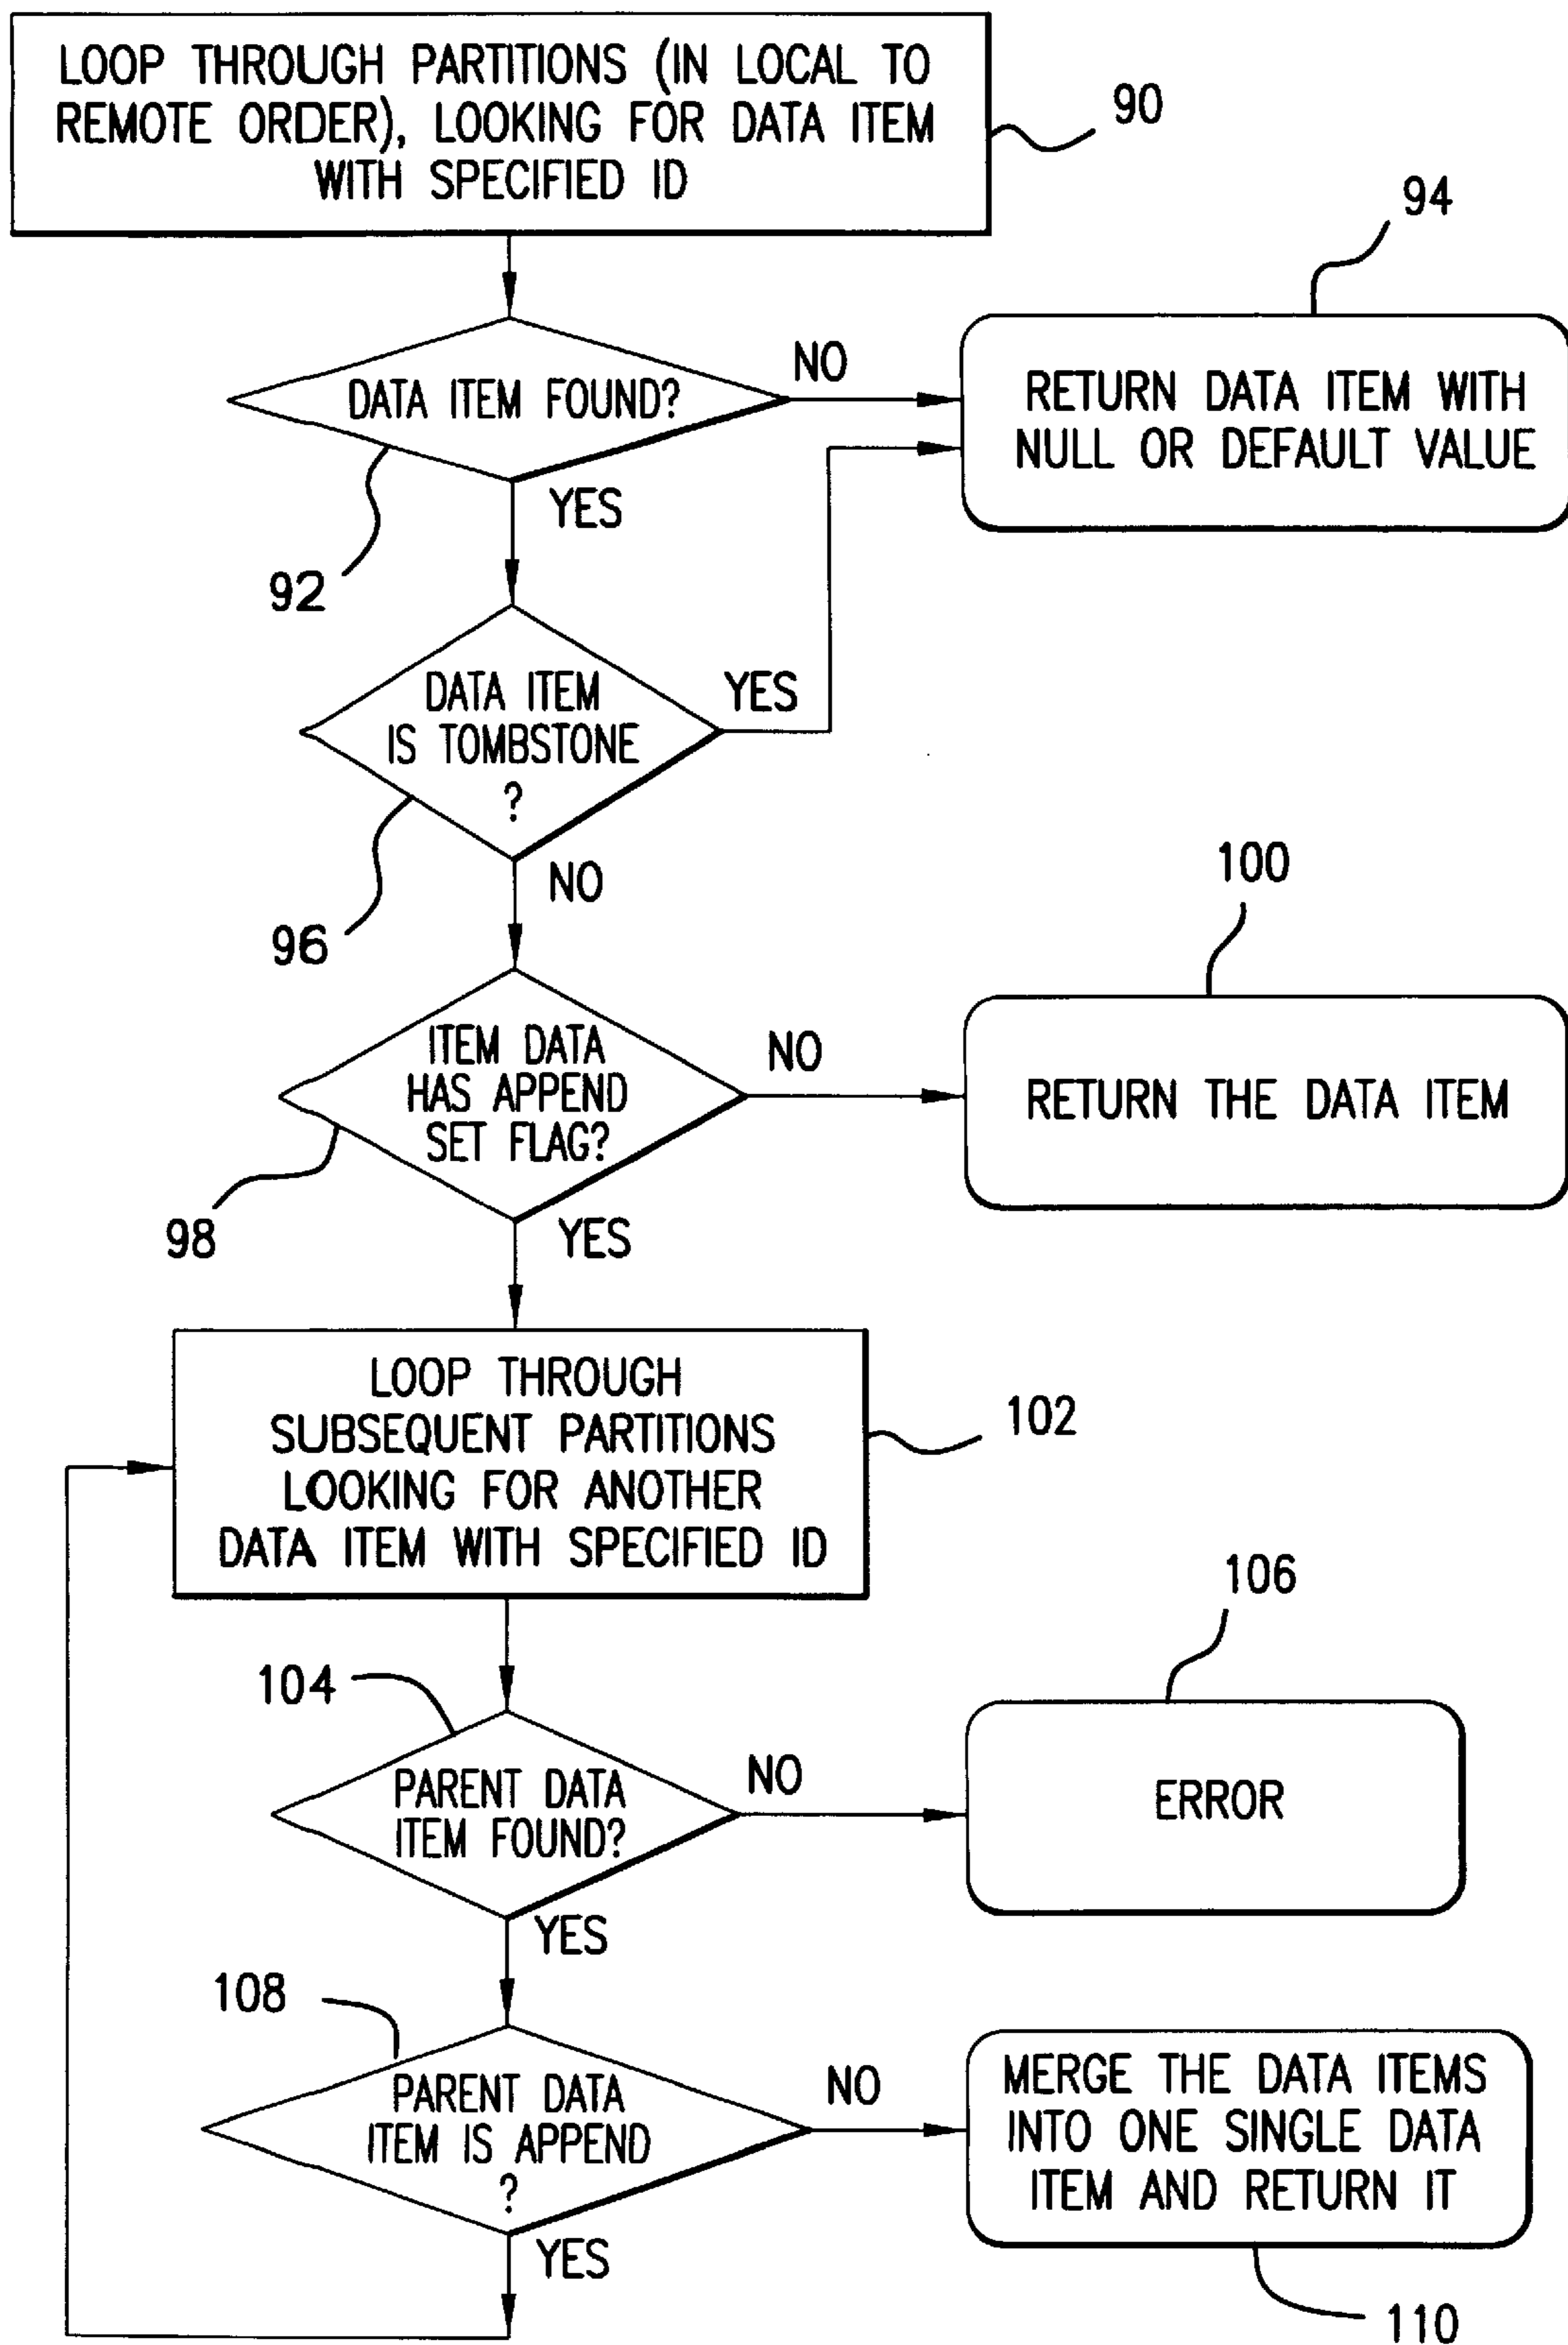 LOOP THROUGH PARTITIONS (IN LOCAL TO
REMOTE ORDER), LOOKING FOR DATA ITEM
WITH SPECIFIED ID
90
94
DATA ITEM FOUND?
NO
RETURN DATA ITEM WITH
NULL OR DEFAULT VALUE
YES
92
DATA ITEM
IS TOMBSTONE
?
YES
NO
96
100
ITEM DATA
HAS APPEND
SET FLAG?
NO
RETURN THE DATA ITEM
98
YES
LOOP THROUGH
SUBSEQUENT PARTITIONS
LOOKING FOR ANOTHER
DATA ITEM WITH SPECIFIED ID
102
106
104
PARENT DATA
ITEM FOUND?
NO
ERROR
YES
108
PARENT DATA
ITEM IS APPEND
?
NO
MERGE THE DATA ITEMS
INTO ONE SINGLE DATA
ITEM AND RETURN IT
YES
110